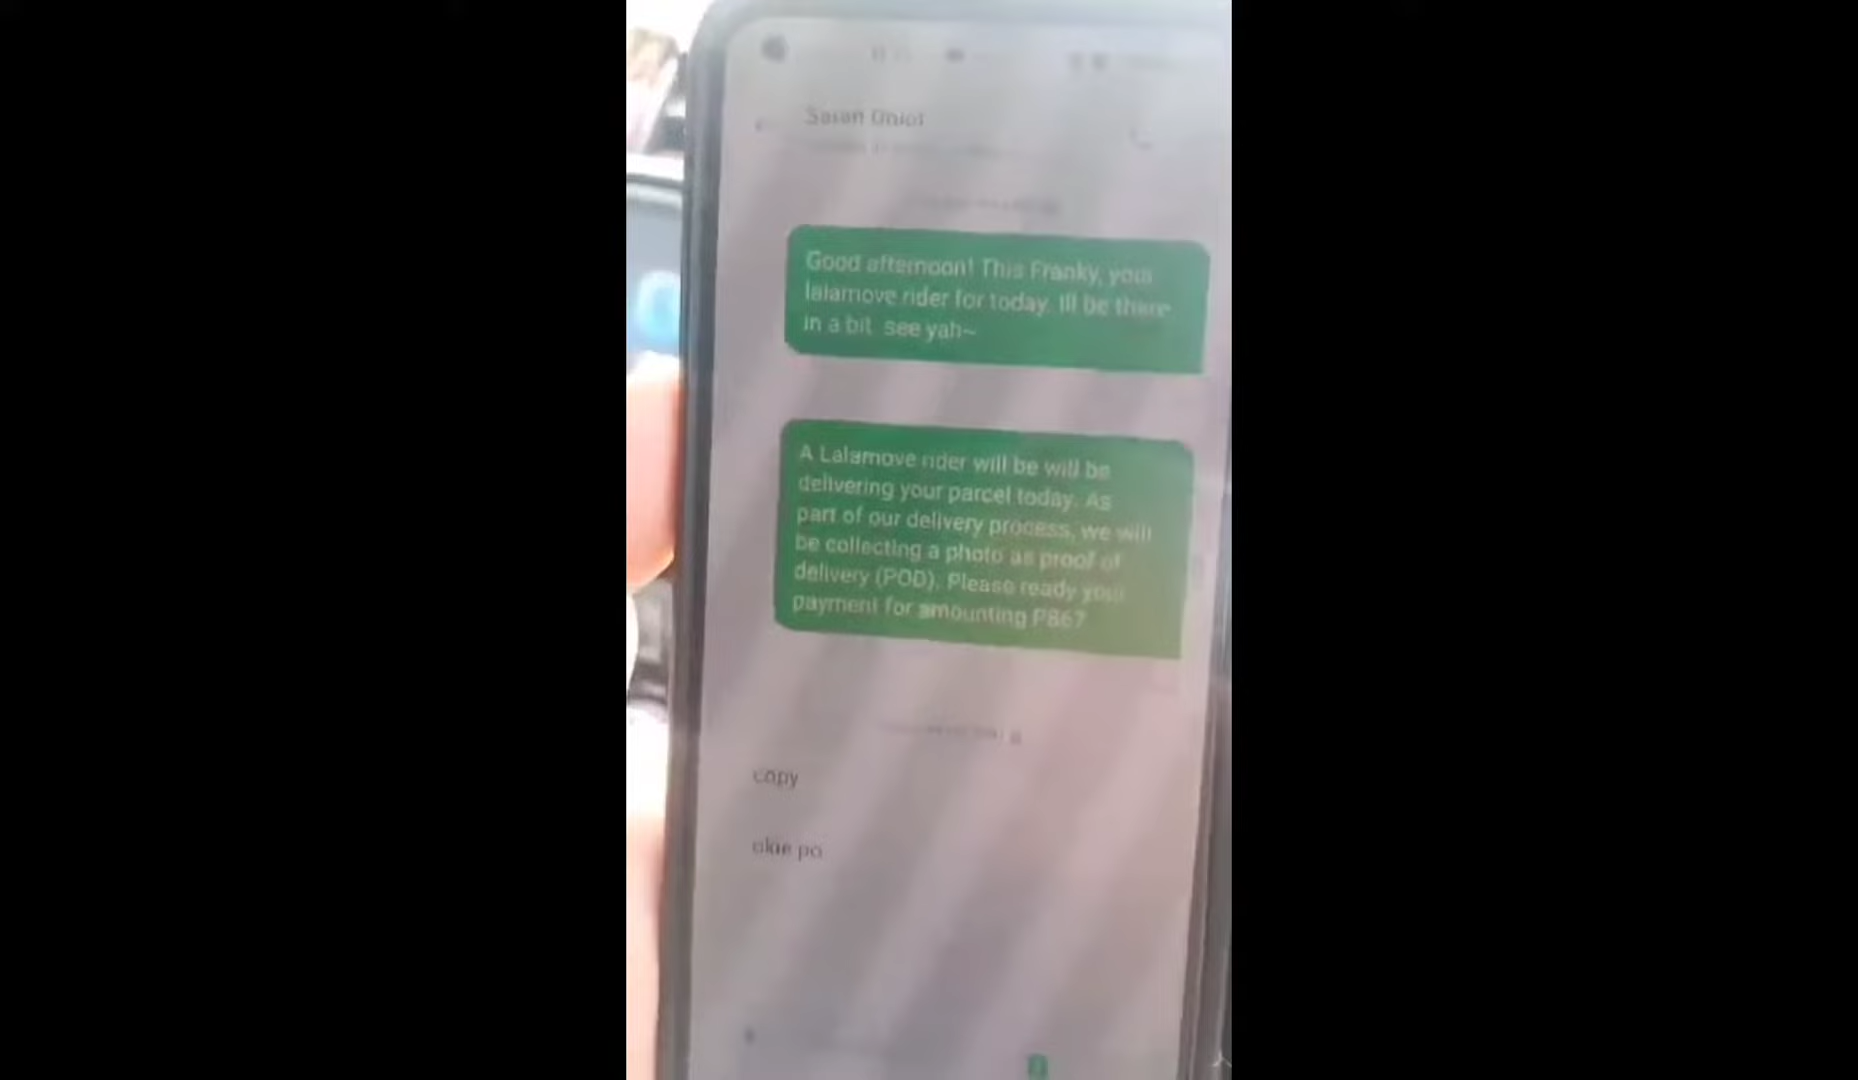 Good afternoon! This Franky, your
lalamove rider for today. Ill be there
in a bit see yah~
A Lalamove rider will be will be
delivering your parcel today. As
part of our delivery process, we will
be collecting a photo as proof of
delivery (POD). Please ready your
payment for amounting P867
copy
okie po